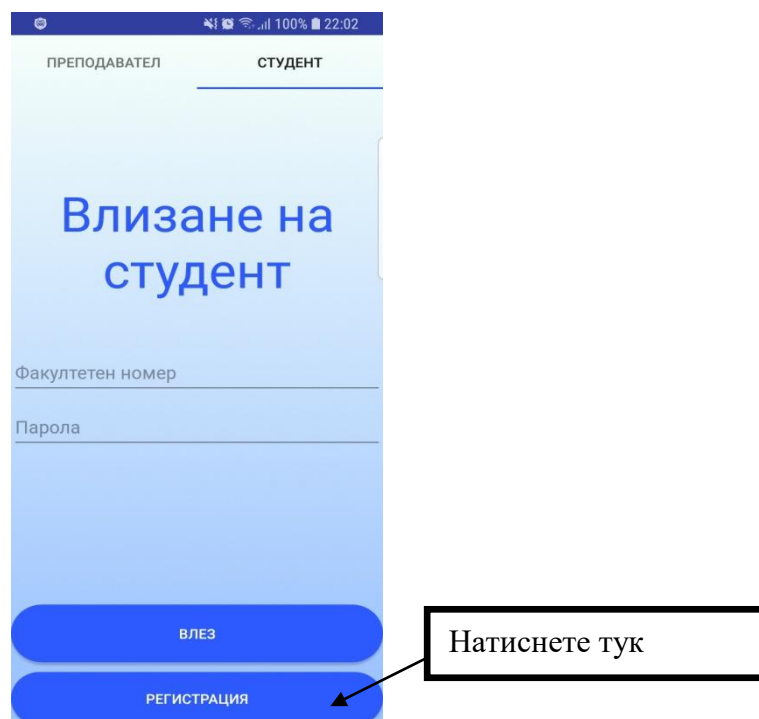 100% 22:02
ПРЕПОДАВАТЕЛ СТУДЕНТ
Влизане на
студент
Факултетен номер
Парола
ВЛЕЗ
Натиснете тук
РЕГИСТРАЦИЯ